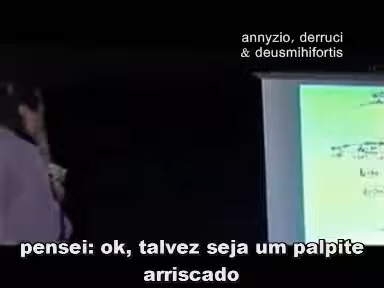 annyzio, derruci
& deusmihifortis
pensei: ok, talvez seja um palpite
arriscado